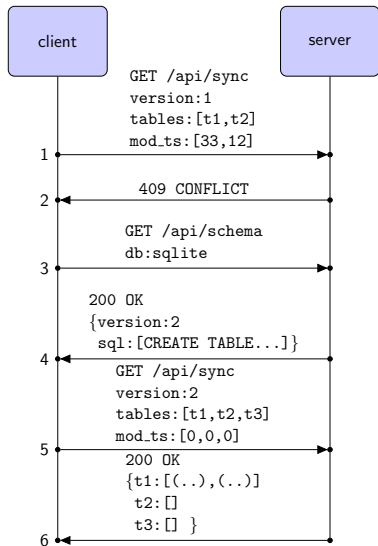 client
server
GET /api/sync
version:1
tables:[t1,t2]
mod_ts:[33,12]
1
409 CONFLICT
2
GET /api/schema
db:sqlite
3
200 OK
{version:2
sql:[CREATE TABLE...]}
4
GET /api/sync
version:2
tables:[t1,t2,t3]
mod_ts:[0,0,0]
5
200 OK
{t1:[(..),(..)]
t2:[]
t3:[] }
6